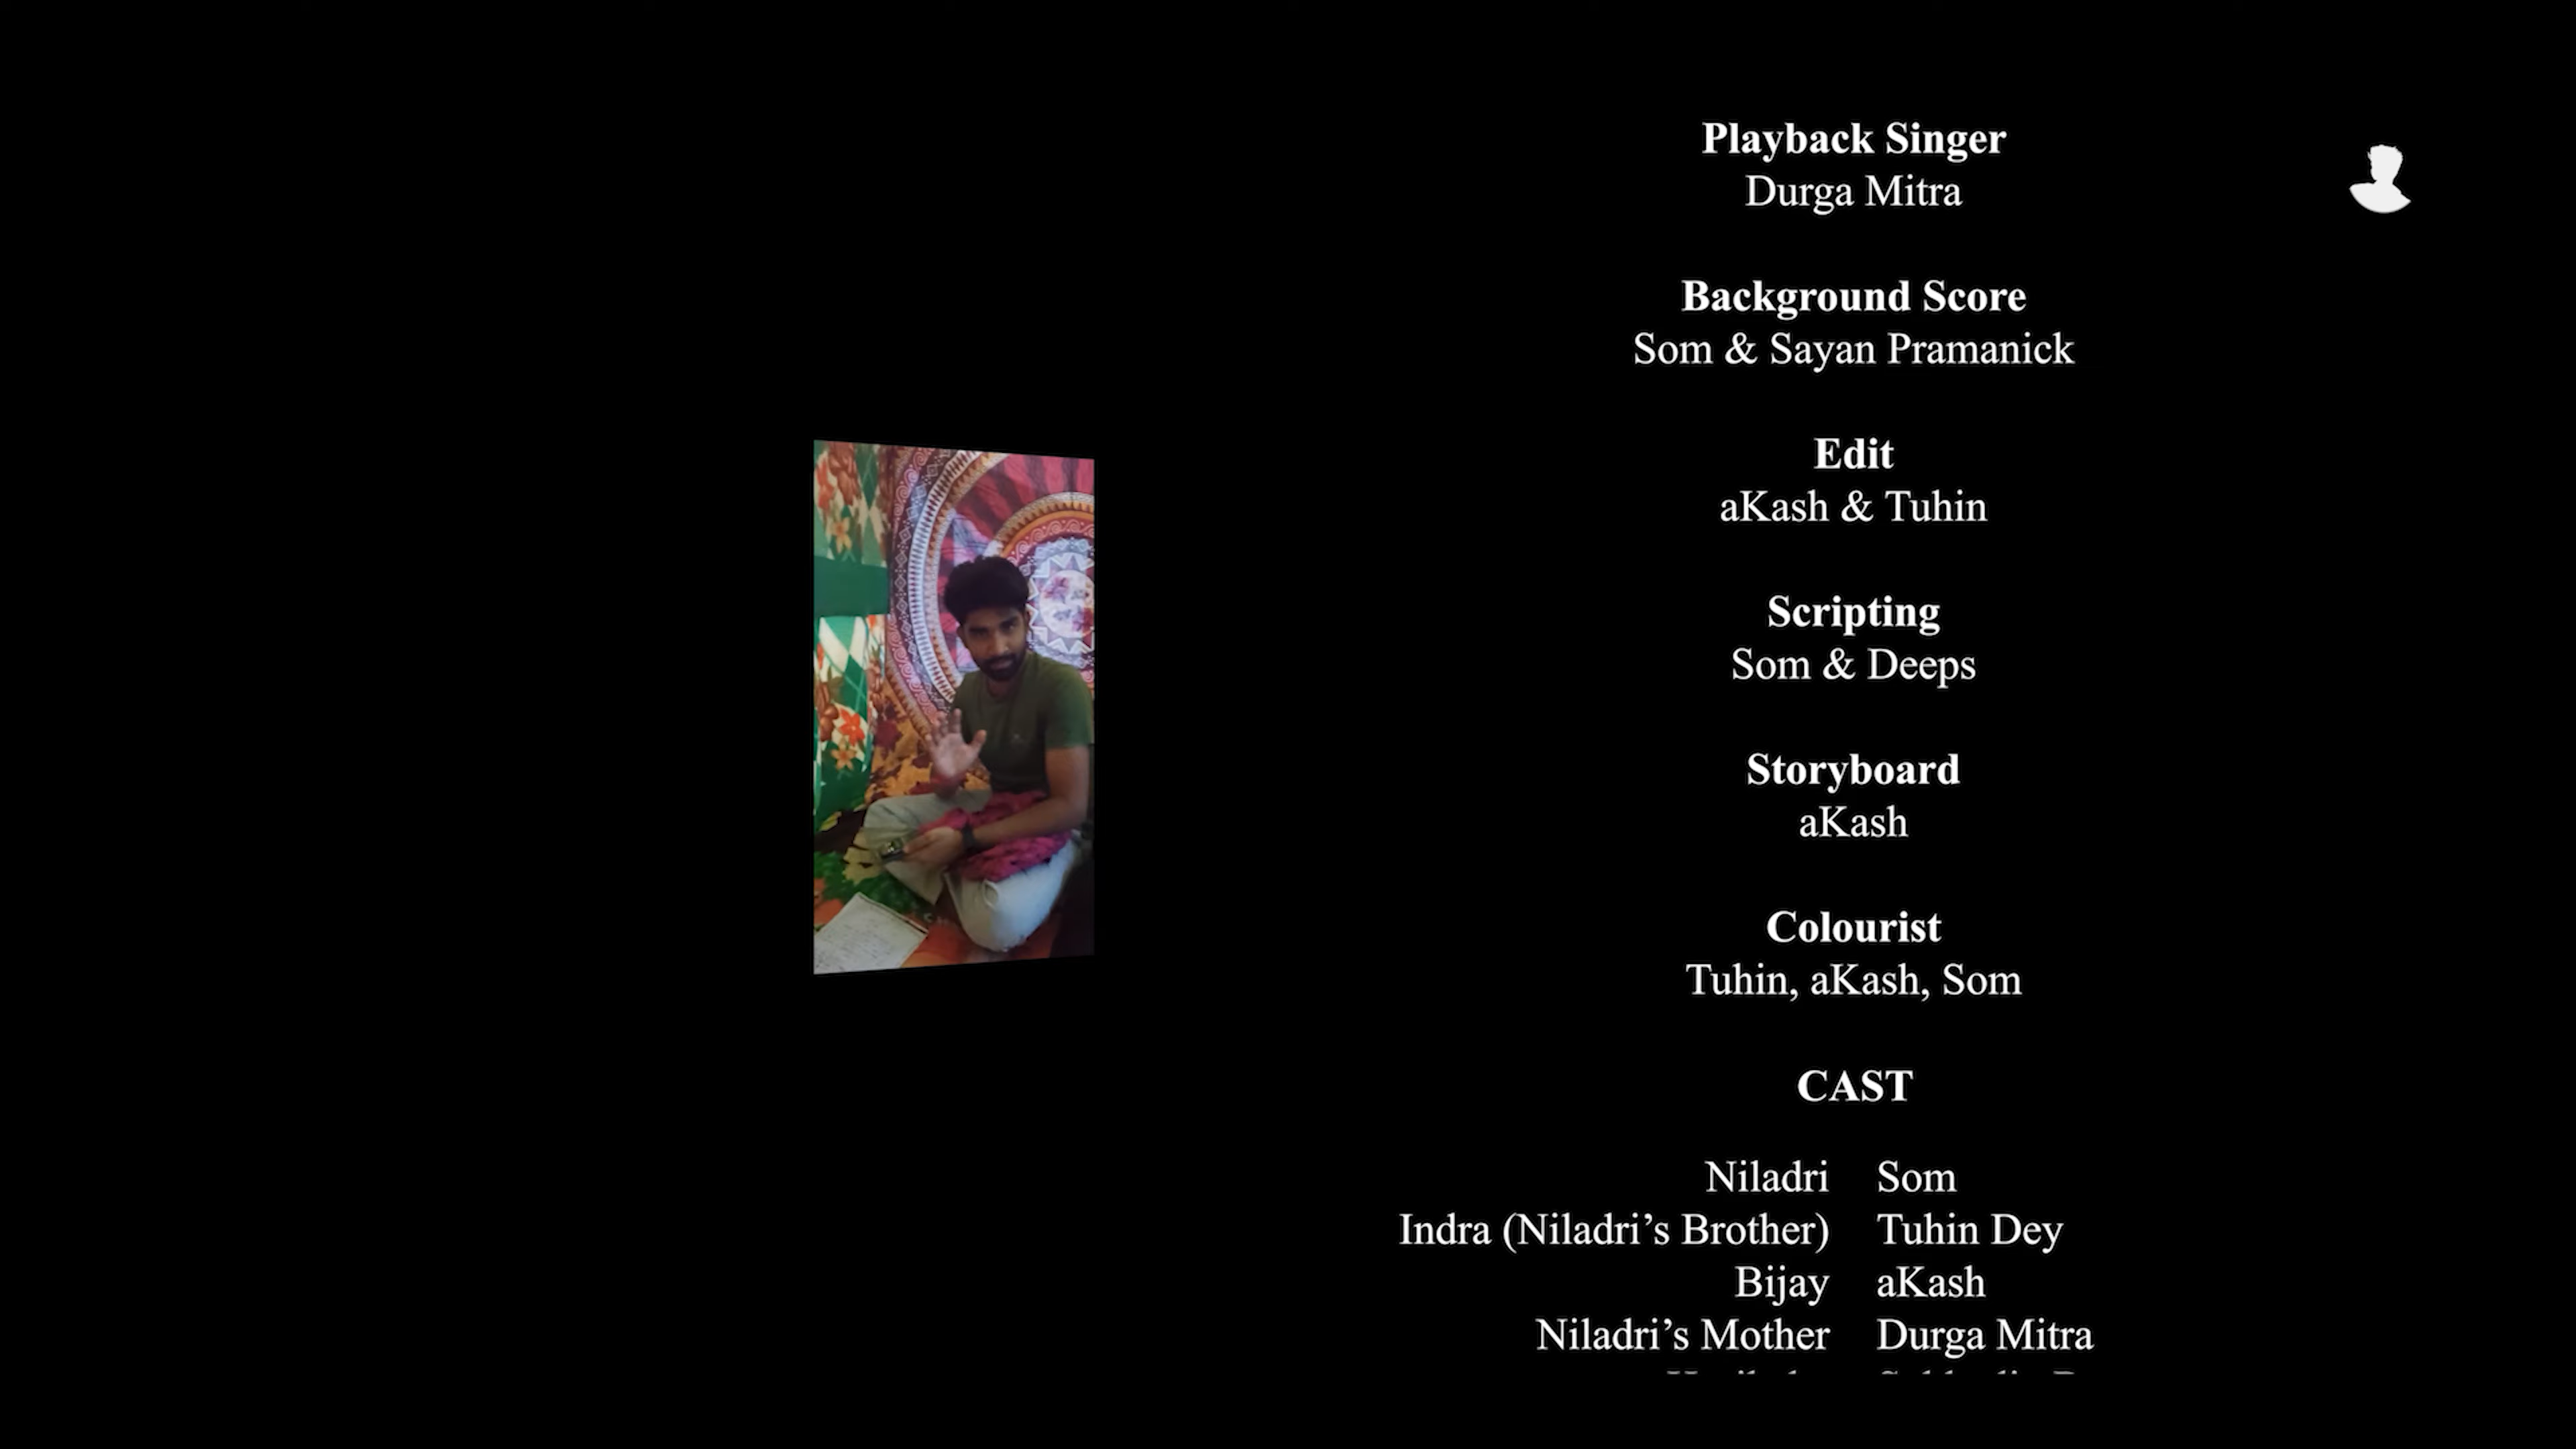 Playback Singer
Durga Mitra
Background Score
Som & Sayan Pramanick
Edit
aKash & Tuhin
Scripting
Som & Deeps
Storyboard
aKash
Colourist
Tuhin, aKash, Som
CAST
Niladri Som
Indra (Niladri’s Brother) Tuhin Dey
Bijay aKash
Niladri’s Mother Durga Mitra